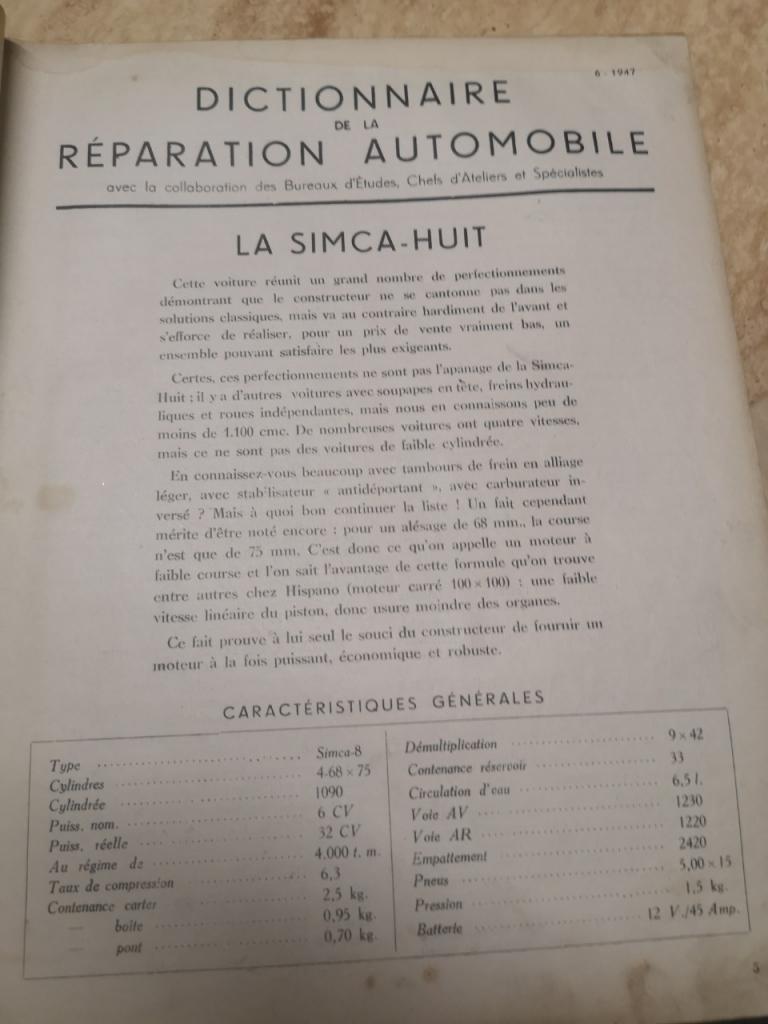 6 - 1947
DICTIONNAIRE
DE LA
RÉPARATION AUTOMOBILE
avec la collaboration des Bureaux d'Études, Chefs d'Ateliers et Spécialistes
LA SIMCA-HUIT
Cette voiture réunit un grand nombre de perfectionnements
démontrant que le constructeur ne se cantonne pas dans les
solutions classiques, mais va au contraire hardiment de l'avant et
s'efforce de réaliser, pour un prix de vente vraiment bas, un
ensemble pouvant satisfaire les plus exigeants.
Certes, ces perfectionnements ne sont pas l'apanage de la Simca-
Huit ; il y a d'autres voitures avec soupapes en tête, freins hydrau-
liques et roues indépendantes, mais nous en connaissons peu de
moins de 1.100 cmc. De nombreuses voitures ont quatre vitesses,
mais ce ne sont pas des voitures de faible cylindrée.
En connaissez-vous beaucoup avec tambours de frein en alliage
léger, avec stabilisateur « antidéportant », avec carburateur in-
versé ? Mais à quoi bon continuer la liste ! Un fait cependant
mérite d'être noté encore : pour un alésage de 68 mm., la course
n'est que de 75 mm. C'est donc ce qu'on appelle un moteur à
faible course et l'on sait l'avantage de cette formule qu'on trouve
entre autres chez Hispano (moteur carré 100 × 100) : une faible
vitesse linéaire du piston, donc usure moindre des organes.
Ce fait prouve à lui seul le souci du constructeur de fournir un
moteur à la fois puissant, économique et robuste.
CARACTÉRISTIQUES GÉNÉRALES
Type ........ Simca-8
Cylindres ........ 4-68 × 75
Cylindrée ........ 1090
Puiss. nom. ........ 6 CV
Puiss. réelle ........ 32 CV
Au régime de ........ 4.000 t. m.
Taux de compression ........ 6,3
Contenance carter ........ 2,5 kg.
— boîte ........ 0,95 kg.
— pont ........ 0,70 kg.
Démultiplication ........ 9 × 42
Contenance réservoir ........ 33
Circulation d'eau ........ 6,5 l.
Voie AV ........ 1230
Voie AR ........ 1220
Empattement ........ 2420
Pneus ........ 5,00 × 15
Pression ........ 1,5 kg.
Batterie ........ 12 V./45 Amp.
5